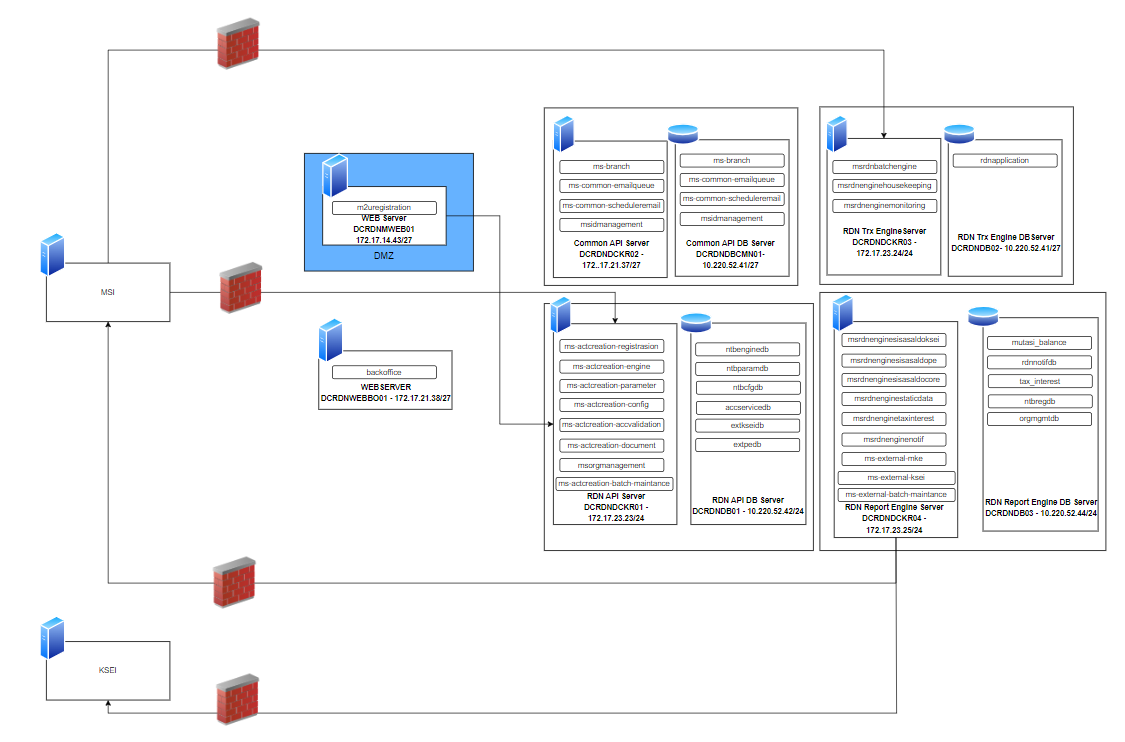 m2uregistration
WEB Server
DCRDNMWEB01
172.17.14.43/27
DMZ
MSI
backoffice
WEBSERVER
DCRDNWEBBO01 - 172.17.21.38/27
KSEI
ms-branch
ms-common-emailqueue
ms-common-scheduleremail
msidmanagement
Common API Server
DCRDNDCKR02 -
172..17.21.37/27
ms-branch
ms-common-emailqueue
ms-common-scheduleremail
msidmanagement
Common API DB Server
DCRDNDBCMN01-
10.220.52.41/27
msrdnbatchengine
msrdnenginehousekeeping
msrdnenginemonitoring
RDN Trx EngineServer
DCRDNDCKR03 -
172.17.23.24/24
rdnapplication
RDN Trx Engine DBServer
DCRDNDB02- 10.220.52.41/27
ms-actcreation-registrasion
ms-actcreation-engine
ms-actcreation-parameter
ms-actcreation-config
ms-actcreation-accvalidation
ms-actcreation-document
msorgmanagement
ms-actcreation-batch-maintance
RDN API Server
DCRDNDCKR01 -
172.17.23.23/24
ntbenginedb
ntbparamdb
ntbcfgdb
accservicedb
extkseidb
extpedb
RDN API DB Server
DCRDNDB01 - 10.220.52.42/24
msrdnenginesisasaldoksei
msrdnenginesisasaldope
msrdnenginesisasaldocore
msrdnenginestaticdata
msrdnenginetaxinterest
msrdnenginenotif
ms-external-mke
ms-external-ksei
ms-external-batch-maintance
RDN Report Engine Server
DCRDNDCKR04 -
172.17.23.25/24
mutasi_balance
rdnnotifdb
tax_interest
ntbregdb
orgmgmtdb
RDN Report Engine DB Server
DCRDNDB03 - 10.220.52.44/24